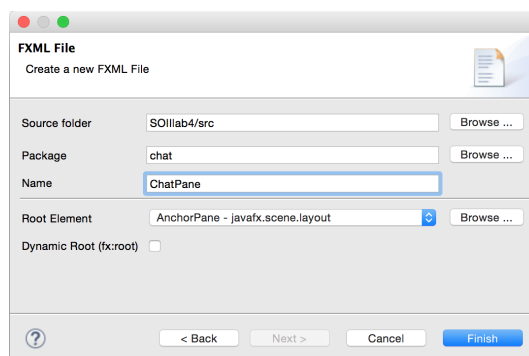 FXML File
Create a new FXML File
Source folder SOIIlab4/src Browse ...
Package chat Browse ...
Name ChatPane
Root Element AnchorPane - javafx.scene.layout Browse ...
Dynamic Root (fx:root)
? < Back Next > Cancel Finish